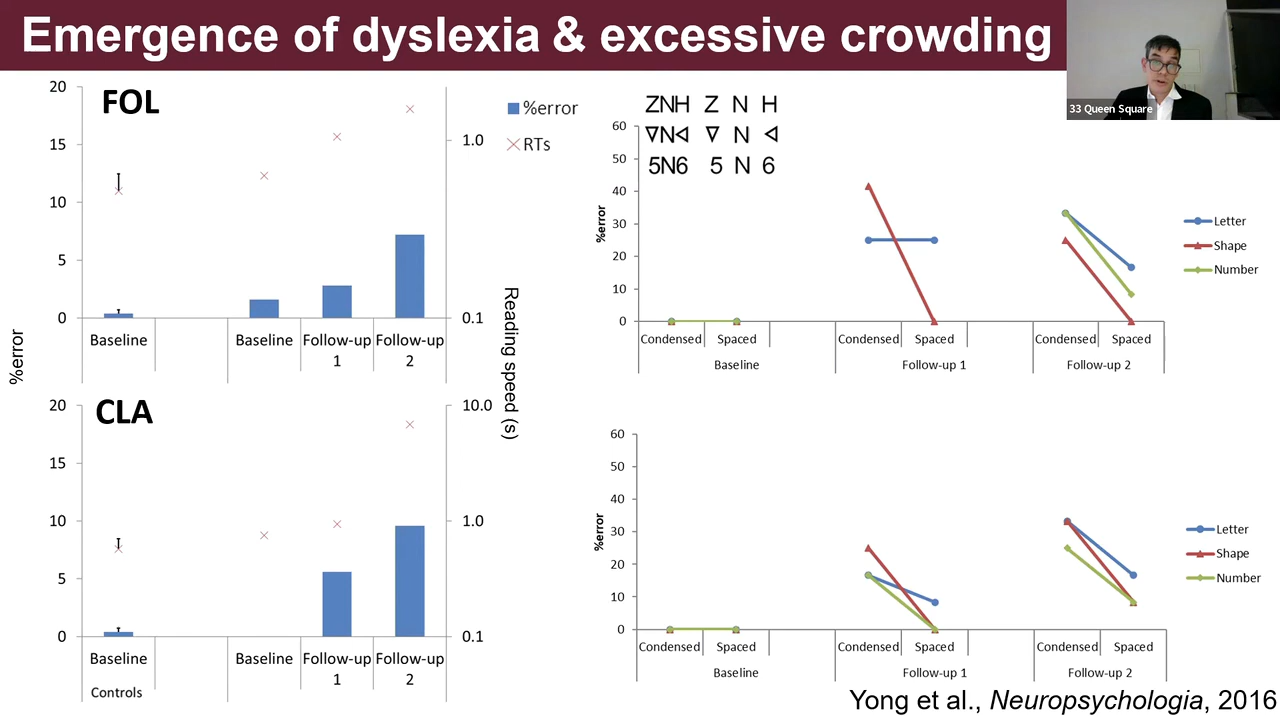 Emergence of dyslexia & excessive crowding
33 Queen Square
FOL
%error
RTs
20
15
10
5
0
1.0
0.1
Baseline
Baseline
Follow-up 1
Follow-up 2
%error
Reading speed (s)
CLA
20
15
10
5
0
10.0
1.0
0.1
Baseline
Controls
Baseline
Follow-up 1
Follow-up 2
ZNH Z N H
∇N⊲ ∇ N ⊲
5N6 5 N 6
60
50
40
30
20
10
0
%error
Condensed Spaced Condensed Spaced Condensed Spaced
Baseline Follow-up 1 Follow-up 2
Letter
Shape
Number
60
50
40
30
20
10
0
%error
Condensed Spaced Condensed Spaced Condensed Spaced
Baseline Follow-up 1 Follow-up 2
Letter
Shape
Number
Yong et al., Neuropsychologia, 2016